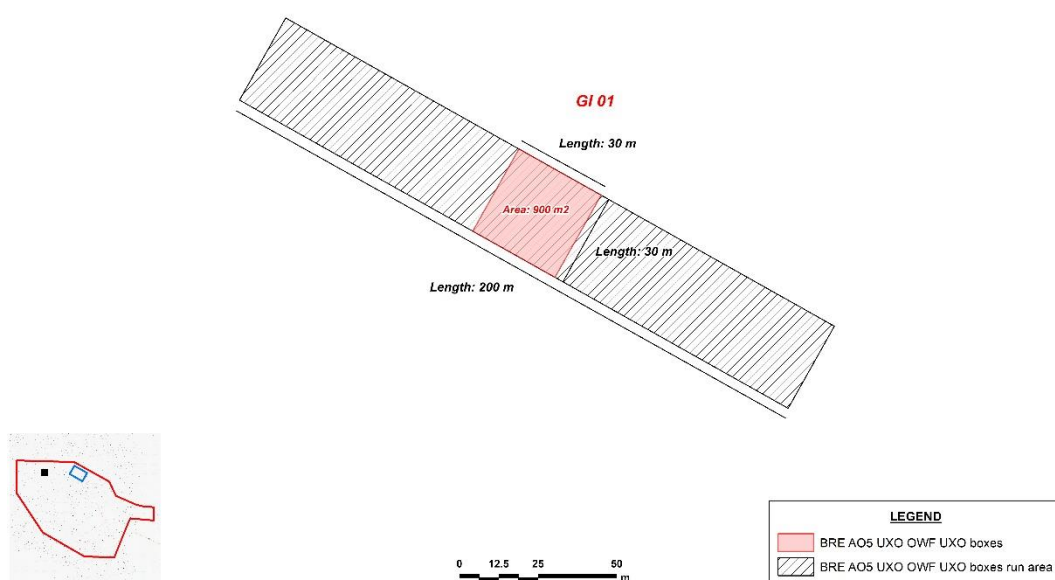 GI 01
Length: 30 m
Area: 900 m2
Length: 30 m
Length: 200 m
LEGEND
BRE AO5 UXO OWF UXO boxes
BRE AO5 UXO OWF UXO boxes run area
0 12.5 25 50
m